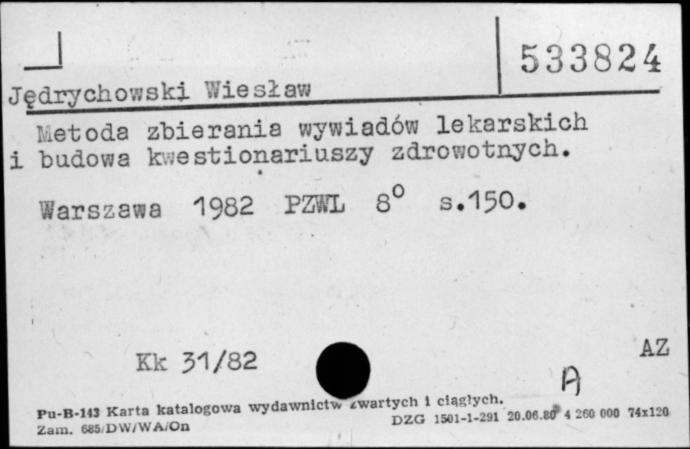 533824
Jędrychowski Wiesław
Metoda zbierania wywiadów lekarskich
i budowa kwestionariuszy zdrowotnych.
Warszawa 1982 PZWL 8° s.150.
Kk 31/82
AZ
A
Pu-B-143 Karta katalogowa wydawnictw zwartych i ciągłych.
Zam. 685/DW/WA/On
DZG 1501-1-291 20.06.80 4 260 000 74x120